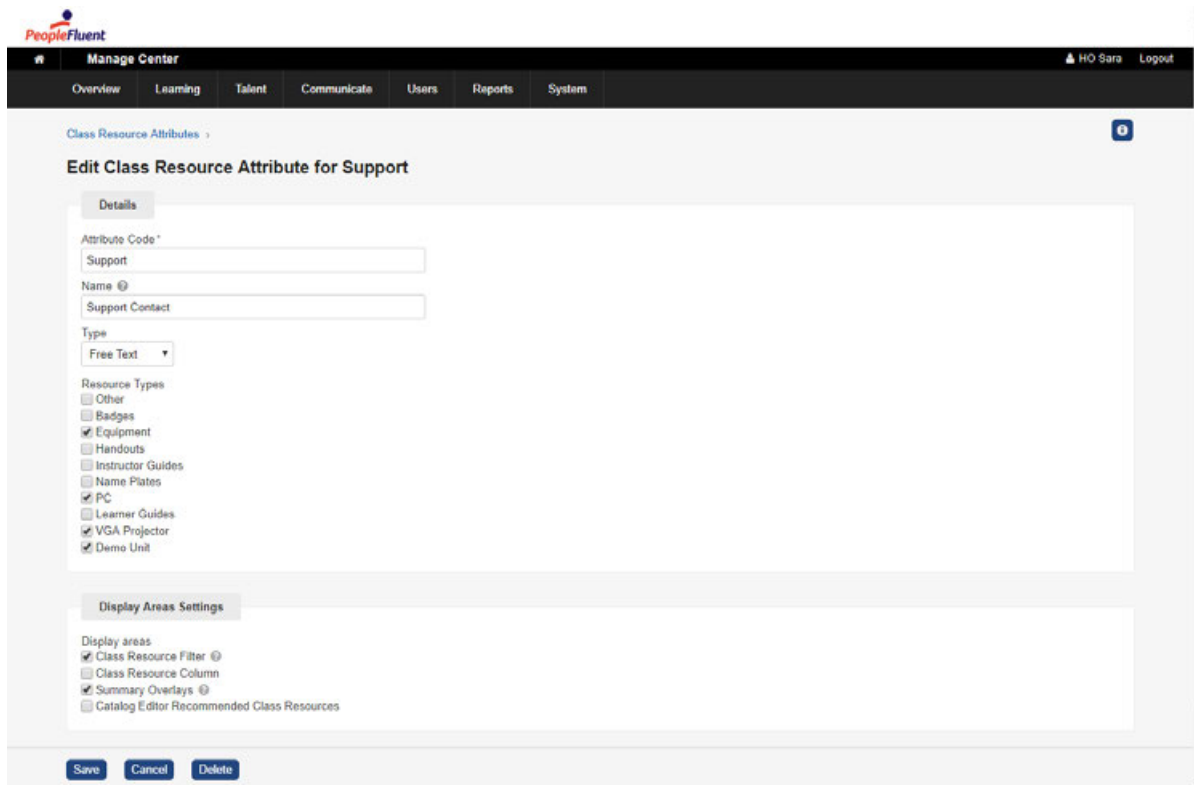 PeopleFluent
Manage Center
HO Sara Logout
Overview Learning Talent Communicate Users Reports System
Class Resource Attributes ›
Edit Class Resource Attribute for Support
Details
Attribute Code *
Support
Name
Support Contact
Type
Free Text
Resource Types
Other
Badges
Equipment
Handouts
Instructor Guides
Name Plates
PC
Learner Guides
VGA Projector
Demo Unit
Display Areas Settings
Display areas
Class Resource Filter
Class Resource Column
Summary Overlays
Catalog Editor Recommended Class Resources
Save Cancel Delete